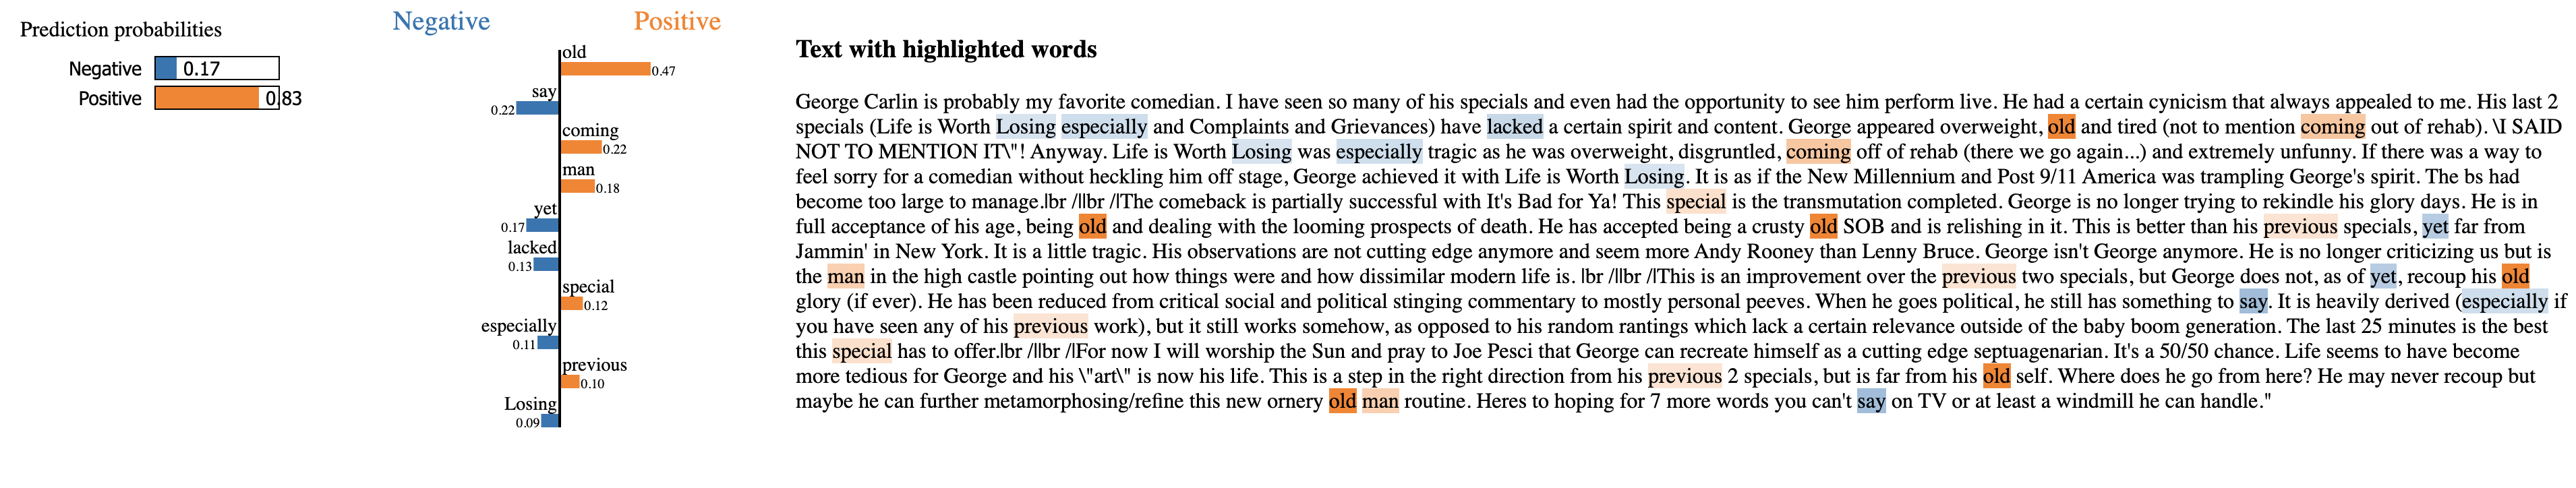 Prediction probabilities
Negative 0.17
Positive 0.83
Negative Positive
old
0.47
say
0.22
coming
0.22
man
0.18
yet
0.17
lacked
0.13
special
0.12
especially
0.11
previous
0.10
Losing
0.09
Text with highlighted words
George Carlin is probably my favorite comedian. I have seen so many of his specials and even had the opportunity to see him perform live. He had a certain cynicism that always appealed to me. His last 2
specials (Life is Worth Losing especially and Complaints and Grievances) have lacked a certain spirit and content. George appeared overweight, old and tired (not to mention coming out of rehab). \I SAID
NOT TO MENTION IT\"! Anyway. Life is Worth Losing was especially tragic as he was overweight, disgruntled, coming off of rehab (there we go again...) and extremely unfunny. If there was a way to
feel sorry for a comedian without heckling him off stage, George achieved it with Life is Worth Losing. It is as if the New Millennium and Post 9/11 America was trampling George's spirit. The bs had
become too large to manage.|br /||br /|The comeback is partially successful with It's Bad for Ya! This special is the transmutation completed. George is no longer trying to rekindle his glory days. He is in
full acceptance of his age, being old and dealing with the looming prospects of death. He has accepted being a crusty old SOB and is relishing in it. This is better than his previous specials, yet far from
Jammin' in New York. It is a little tragic. His observations are not cutting edge anymore and seem more Andy Rooney than Lenny Bruce. George isn't George anymore. He is no longer criticizing us but is
the man in the high castle pointing out how things were and how dissimilar modern life is. |br /||br /|This is an improvement over the previous two specials, but George does not, as of yet, recoup his old
glory (if ever). He has been reduced from critical social and political stinging commentary to mostly personal peeves. When he goes political, he still has something to say. It is heavily derived (especially if
you have seen any of his previous work), but it still works somehow, as opposed to his random rantings which lack a certain relevance outside of the baby boom generation. The last 25 minutes is the best
this special has to offer.|br /||br /|For now I will worship the Sun and pray to Joe Pesci that George can recreate himself as a cutting edge septuagenarian. It's a 50/50 chance. Life seems to have become
more tedious for George and his \"art\" is now his life. This is a step in the right direction from his previous 2 specials, but is far from his old self. Where does he go from here? He may never recoup but
maybe he can further metamorphosing/refine this new ornery old man routine. Heres to hoping for 7 more words you can't say on TV or at least a windmill he can handle."